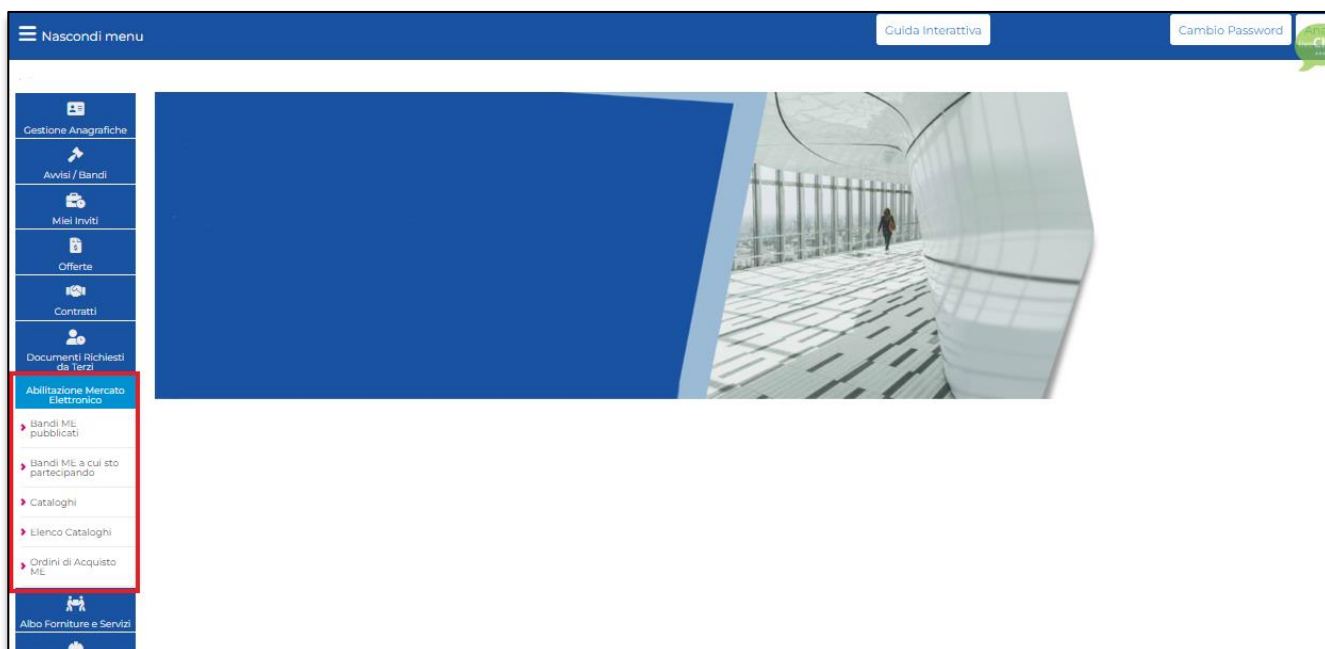 Nascondi menu
Guida Interattiva
Cambio Password
Gestione Anagrafiche
Avvisi / Bandi
Miei Inviti
Offerte
Contratti
Documenti Richiesti
da Terzi
Abilitazione Mercato
Elettronico
Bandi ME
pubblicati
Bandi ME a cui sto
partecipando
Cataloghi
Elenco Cataloghi
Ordini di Acquisto
ME
Albo Forniture e Servizi